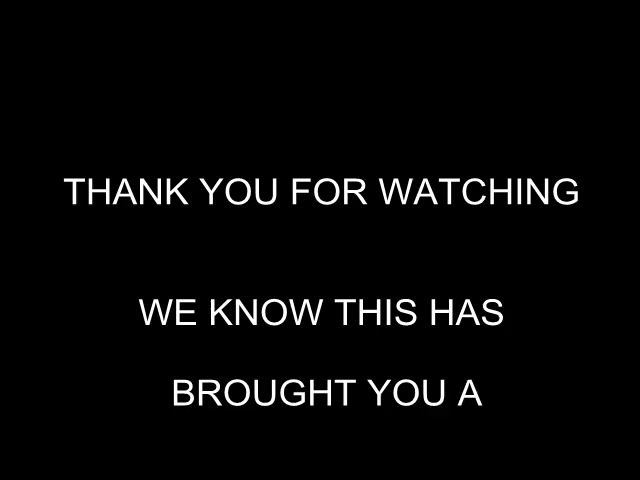 THANK YOU FOR WATCHING
WE KNOW THIS HAS
BROUGHT YOU A